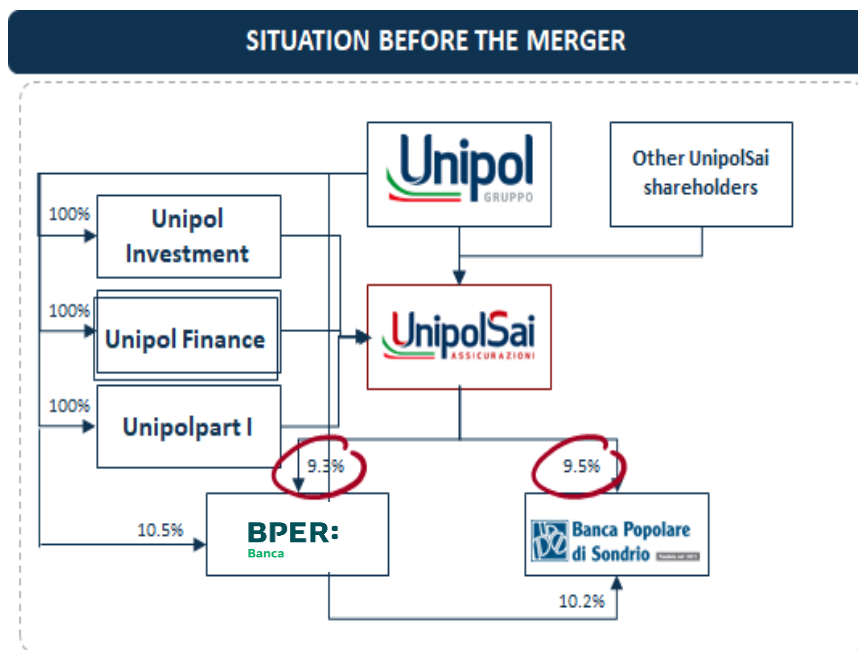 SITUATION BEFORE THE MERGER
Unipol
GRUPPO
Other UnipolSai
shareholders
100%
Unipol
Investment
100%
Unipol Finance
UnipolSai
ASSICURAZIONI
100%
Unipolpart I
9.3%
9.5%
10.5%
BPER:
Banca
Banca Popolare
di Sondrio
10.2%